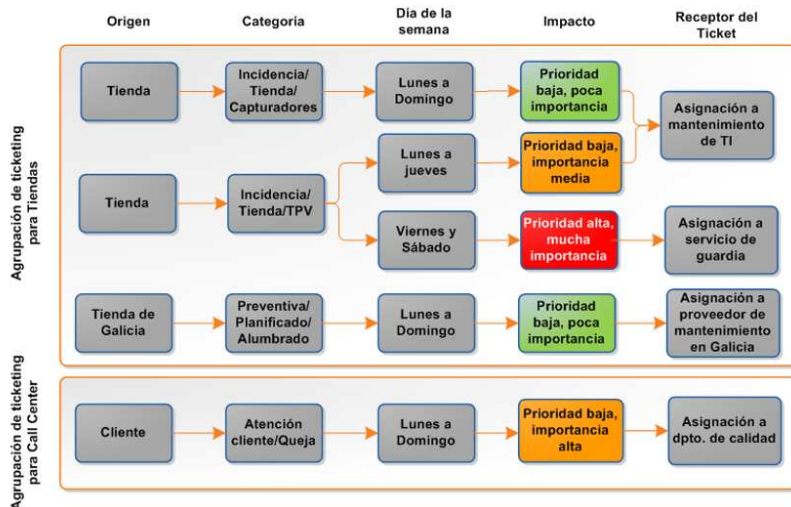 Origen
Categoria
Día de la
semana
Impacto
Receptor del
Ticket
Agrupación de ticketing
para Tiendas
Tienda
Incidencia/
Tienda/
Capturadores
Lunes a
Domingo
Prioridad
baja, poca
importancia
Asignación a
mantenimiento
de TI
Tienda
Incidencia/
Tienda/TPV
Lunes a
jueves
Prioridad baja,
importancia
media
Viernes y
Sábado
Prioridad alta,
mucha
importancia
Asignación a
servicio de
guardia
Tienda de
Galicia
Preventiva/
Planificado/
Alumbrado
Lunes a
Domingo
Prioridad
baja, poca
importancia
Asignación a
proveedor de
mantenimiento
en Galicia
Agrupación de ticketing
para Call Center
Cliente
Atención
cliente/Queja
Lunes a
Domingo
Prioridad baja,
importancia
alta
Asignación a
dpto. de calidad